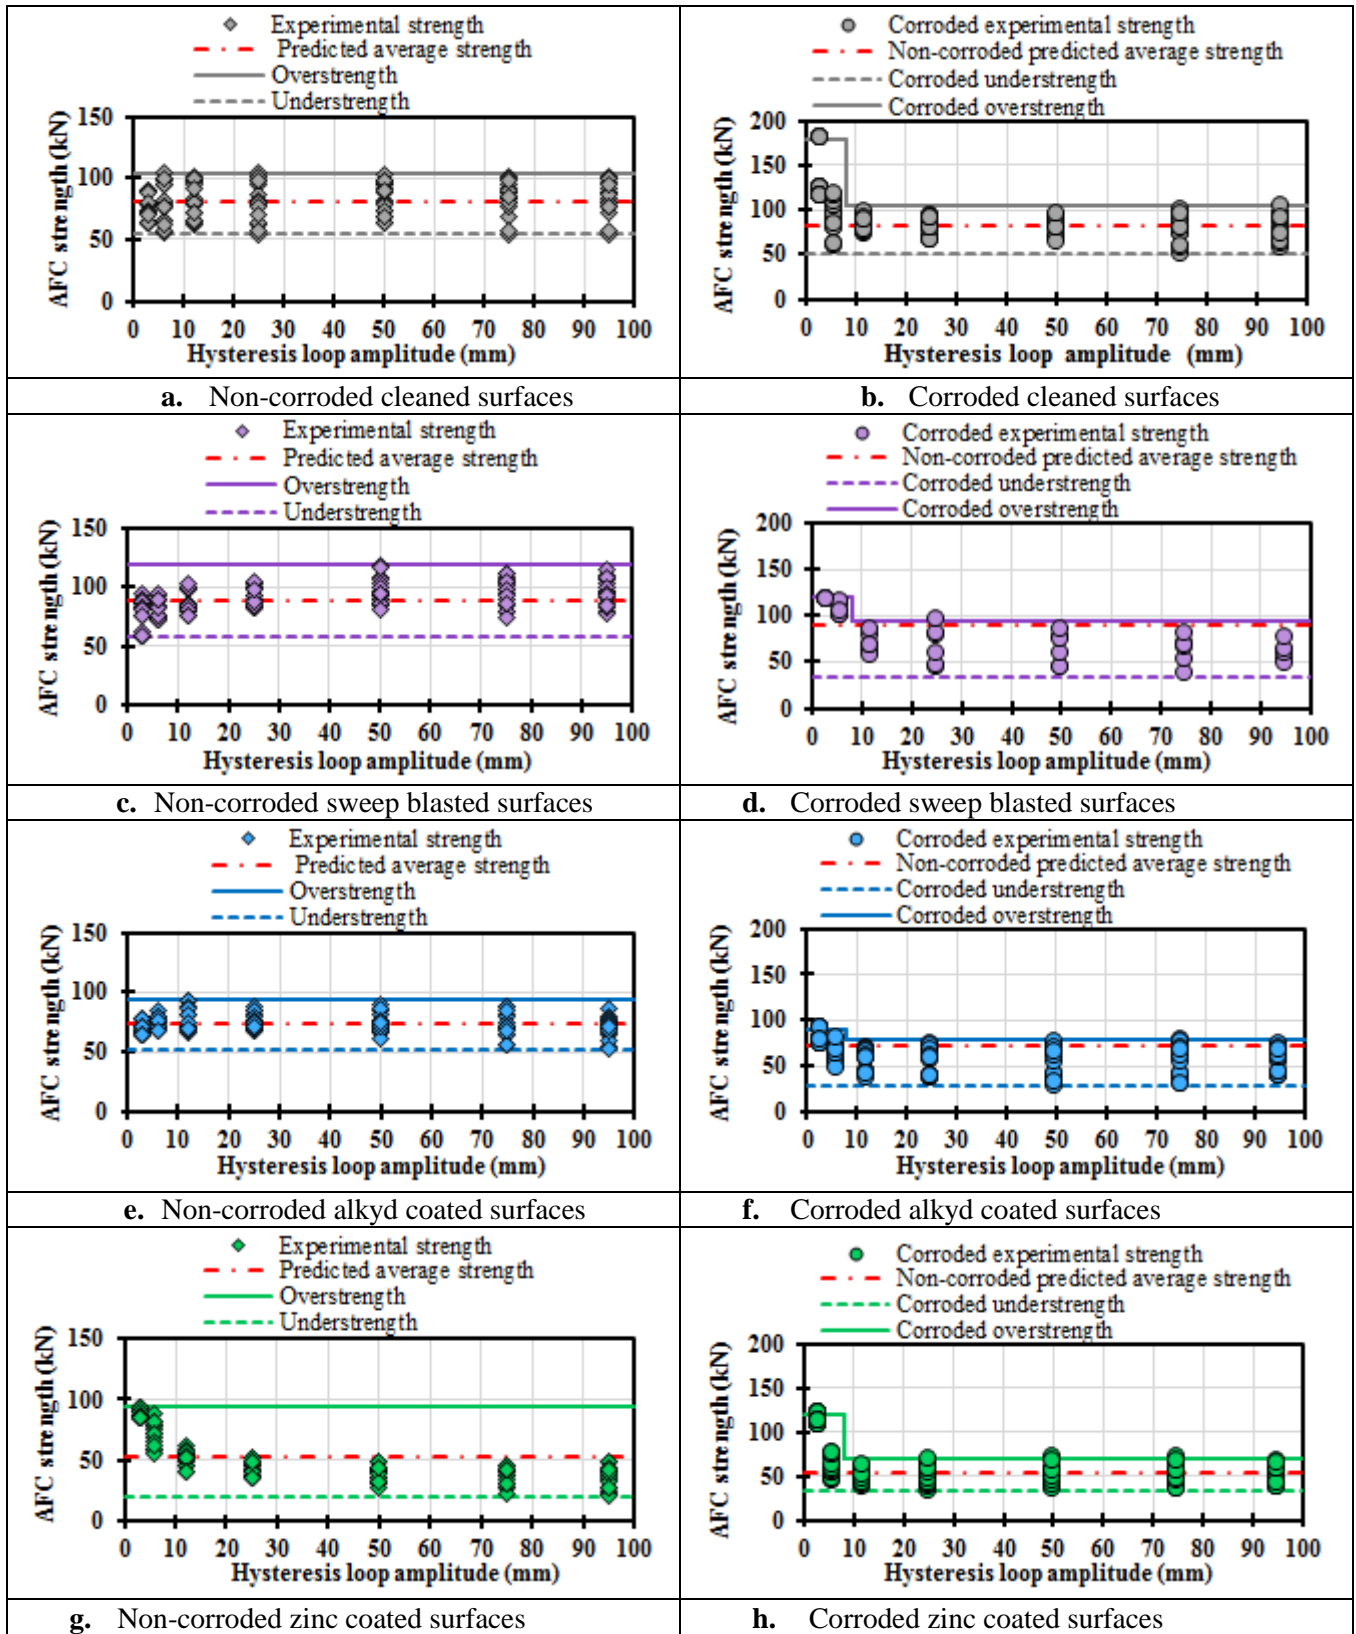 Experimental strength
Predicted average strength
Overstrength
Understrength
AFC strength (kN)
150
100
50
0
0 10 20 30 40 50 60 70 80 90 100
Hysteresis loop amplitude (mm)
a. Non-corroded cleaned surfaces
Corroded experimental strength
Non-corroded predicted average strength
Corroded understrength
Corroded overstrength
AFC strength (kN)
200
150
100
50
0
0 10 20 30 40 50 60 70 80 90 100
Hysteresis loop amplitude (mm)
b. Corroded cleaned surfaces
Experimental strength
Predicted average strength
Overstrength
Understrength
AFC strength (kN)
150
100
50
0
0 10 20 30 40 50 60 70 80 90 100
Hysteresis loop amplitude (mm)
c. Non-corroded sweep blasted surfaces
Corroded experimental strength
Non-corroded predicted average strength
Corroded understrength
Corroded overstrength
AFC strength (kN)
200
150
100
50
0
0 10 20 30 40 50 60 70 80 90 100
Hysteresis loop amplitude (mm)
d. Corroded sweep blasted surfaces
Experimental strength
Predicted average strength
Overstrength
Understrength
AFC strength (kN)
150
100
50
0
0 10 20 30 40 50 60 70 80 90 100
Hysteresis loop amplitude (mm)
e. Non-corroded alkyd coated surfaces
Corroded experimental strength
Non-corroded predicted average strength
Corroded understrength
Corroded overstrength
AFC strength (kN)
200
150
100
50
0
0 10 20 30 40 50 60 70 80 90 100
Hysteresis loop amplitude (mm)
f. Corroded alkyd coated surfaces
Experimental strength
Predicted average strength
Overstrength
Understrength
AFC strength (kN)
150
100
50
0
0 10 20 30 40 50 60 70 80 90 100
Hysteresis loop amplitude (mm)
g. Non-corroded zinc coated surfaces
Corroded experimental strength
Non-corroded predicted average strength
Corroded understrength
Corroded overstrength
AFC strength (kN)
200
150
100
50
0
0 10 20 30 40 50 60 70 80 90 100
Hysteresis loop amplitude (mm)
h. Corroded zinc coated surfaces